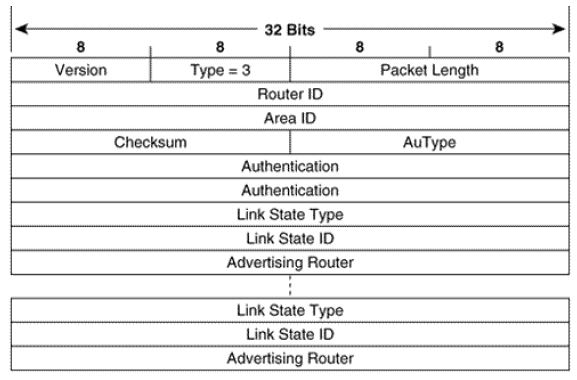 32 Bits
8 8 8 8
Version Type = 3 Packet Length
Router ID
Area ID
Checksum AuType
Authentication
Authentication
Link State Type
Link State ID
Advertising Router
Link State Type
Link State ID
Advertising Router